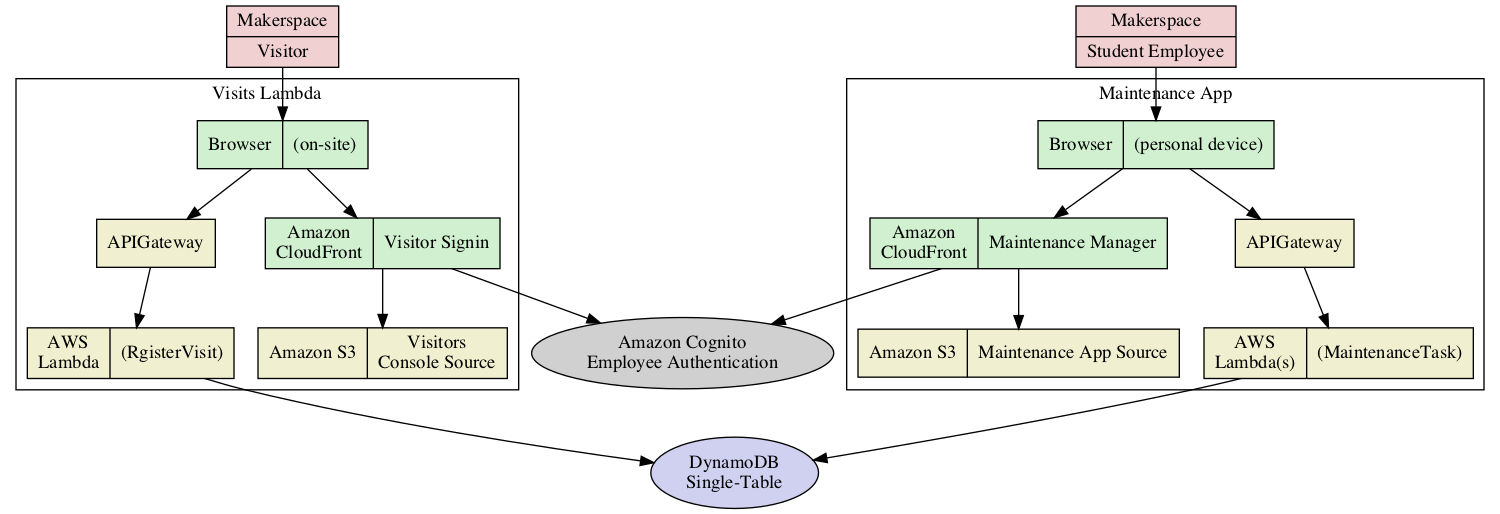 Makerspace
Visitor
Makerspace
Student Employee
Visits Lambda
Maintenance App
Browser (on-site)
Browser (personal device)
APIGateway
Amazon
CloudFront
Visitor Signin
Amazon
CloudFront
Maintenance Manager
APIGateway
AWS
Lambda
(RgisterVisit)
Amazon S3
Visitors
Console Source
Amazon Cognito
Employee Authentication
Amazon S3
Maintenance App Source
AWS
Lambda(s)
(MaintenanceTask)
DynamoDB
Single-Table